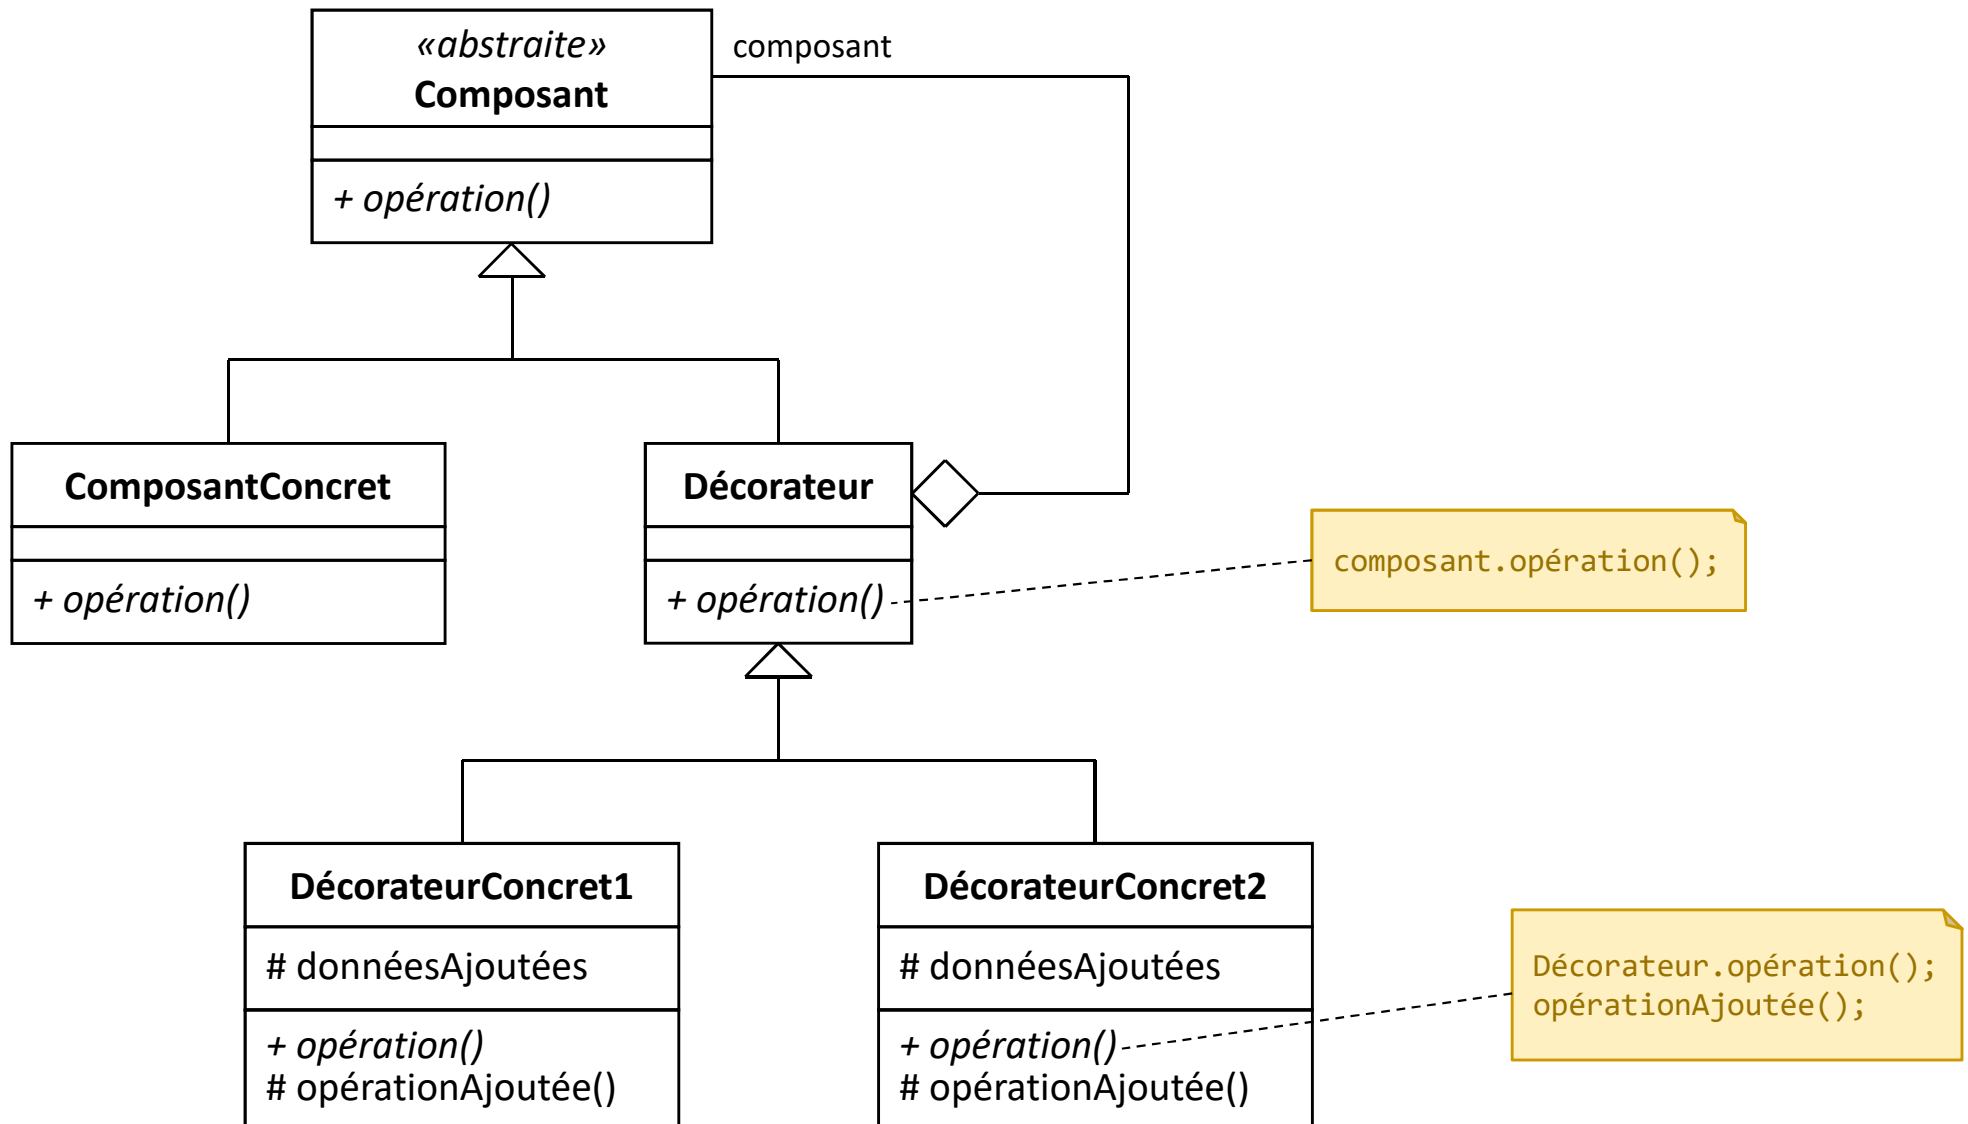 «abstraite»
Composant
composant
+ opération()
ComposantConcret
+ opération()
Décorateur
+ opération()
composant.opération();
DécorateurConcret1
# donnéesAjoutées
+ opération()
# opérationAjoutée()
DécorateurConcret2
# donnéesAjoutées
+ opération()
# opérationAjoutée()
Décorateur.opération();
opérationAjoutée();